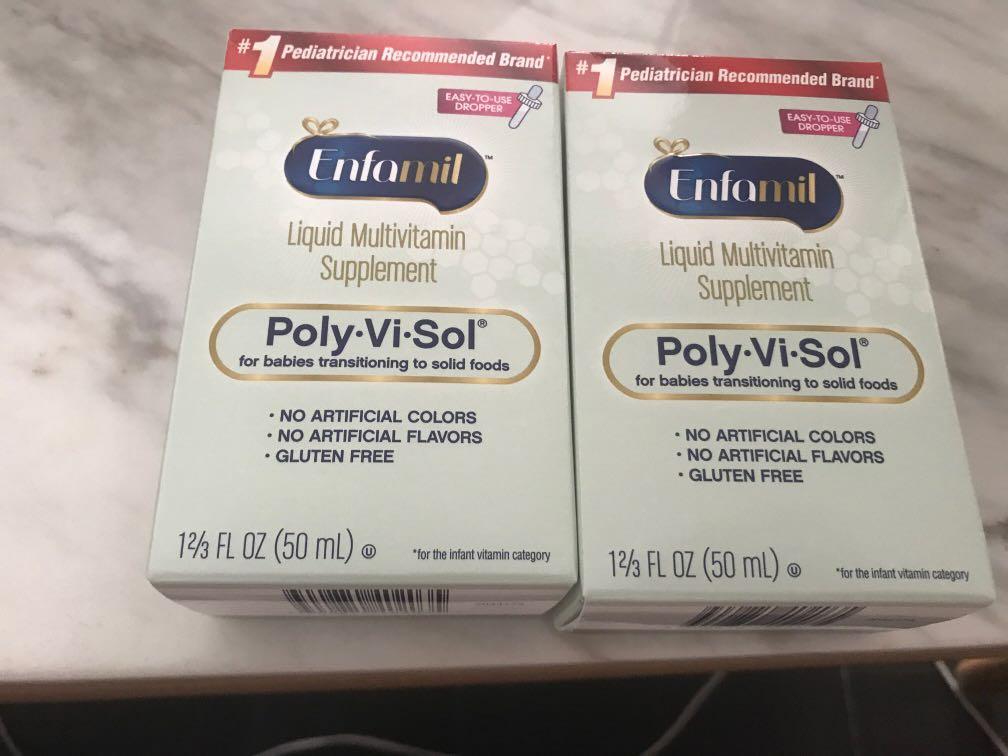 #1 Pediatrician Recommended Brand*
EASY-TO-USE
DROPPER
Enfamil™
Liquid Multivitamin
Supplement
Poly·Vi·Sol®
for babies transitioning to solid foods
• NO ARTIFICIAL COLORS
• NO ARTIFICIAL FLAVORS
• GLUTEN FREE
1⅔ FL OZ (50 mL) Ⓤ
*for the infant vitamin category
#1 Pediatrician Recommended Brand*
EASY-TO-USE
DROPPER
Enfamil™
Liquid Multivitamin
Supplement
Poly·Vi·Sol®
for babies transitioning to solid foods
• NO ARTIFICIAL COLORS
• NO ARTIFICIAL FLAVORS
• GLUTEN FREE
1⅔ FL OZ (50 mL) Ⓤ
*for the infant vitamin category